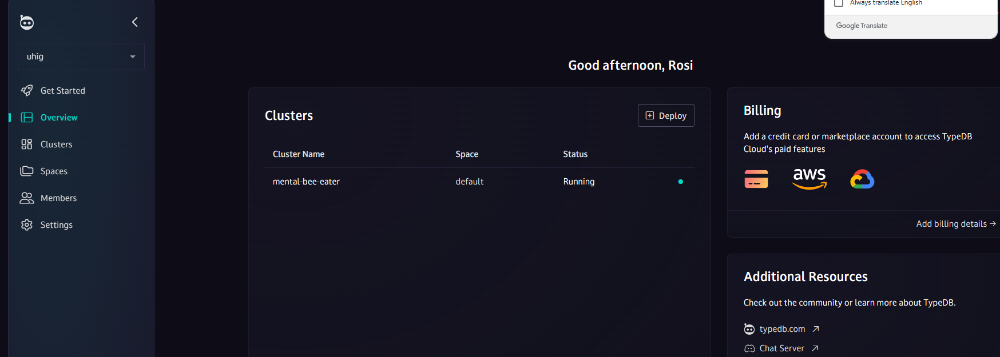 Always translate English
Google Translate
uhig
Get Started
Overview
Clusters
Spaces
Members
Settings
Good afternoon, Rosi
Clusters
Deploy
Cluster Name Space Status
mental-bee-eater default Running
Billing
Add a credit card or marketplace account to access TypeDB
Cloud's paid features
aws
Add billing details →
Additional Resources
Check out the community or learn more about TypeDB.
typedb.com ↗
Chat Server ↗